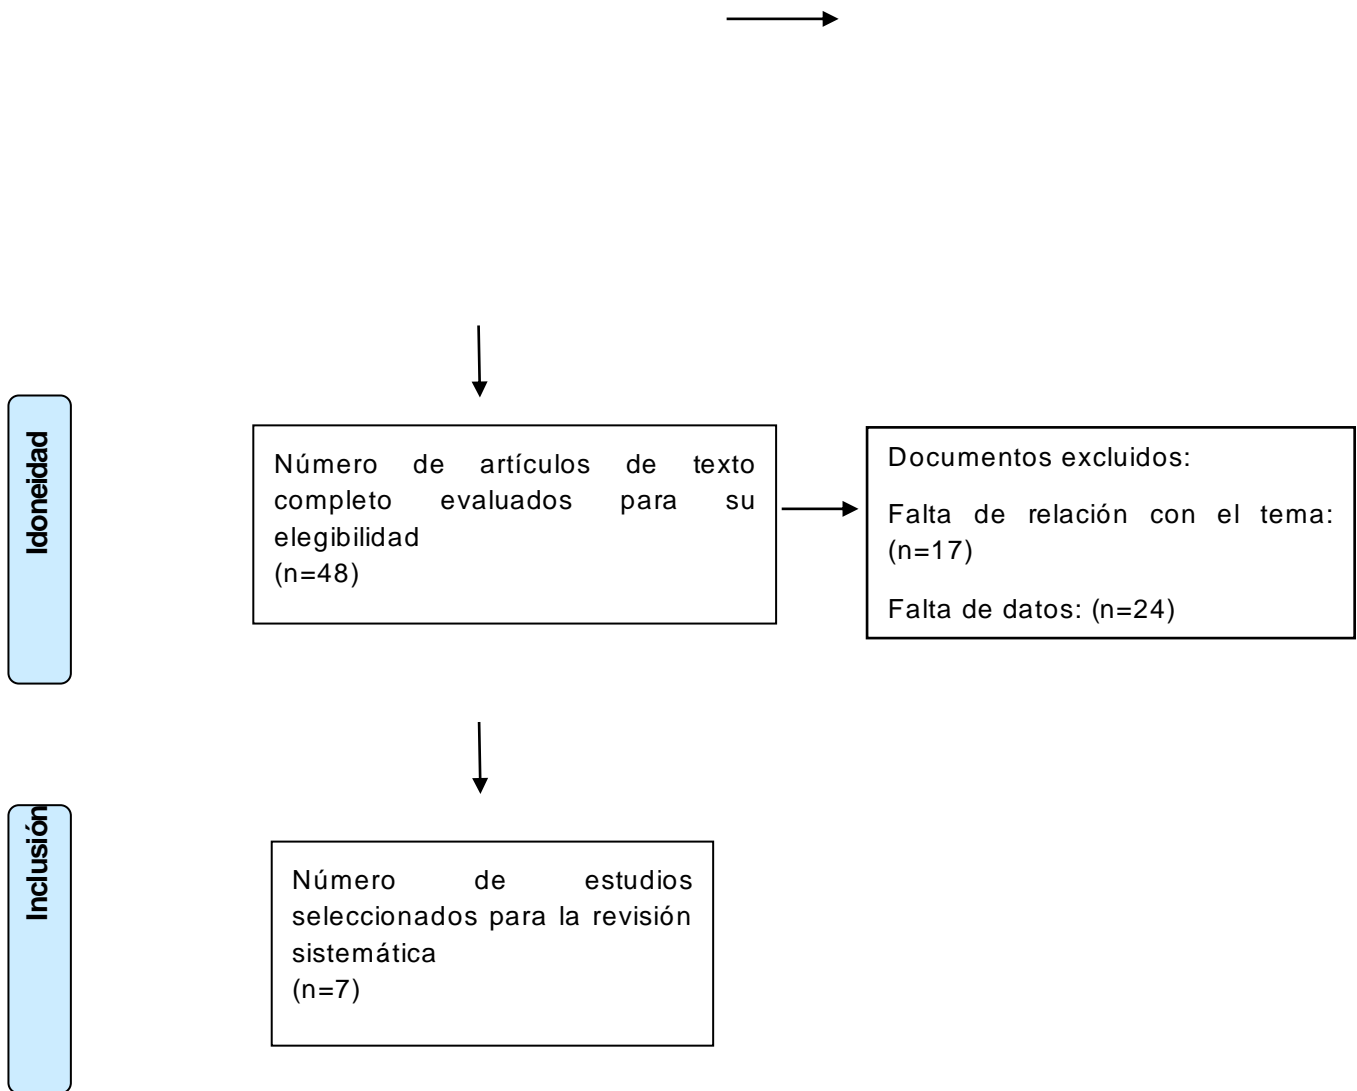 Idoneidad
Número de artículos de texto
completo evaluados para su
elegibilidad
(n=48)
Documentos excluidos:
Falta de relación con el tema:
(n=17)
Falta de datos: (n=24)
Inclusión
Número de estudios
seleccionados para la revisión
sistemática
(n=7)